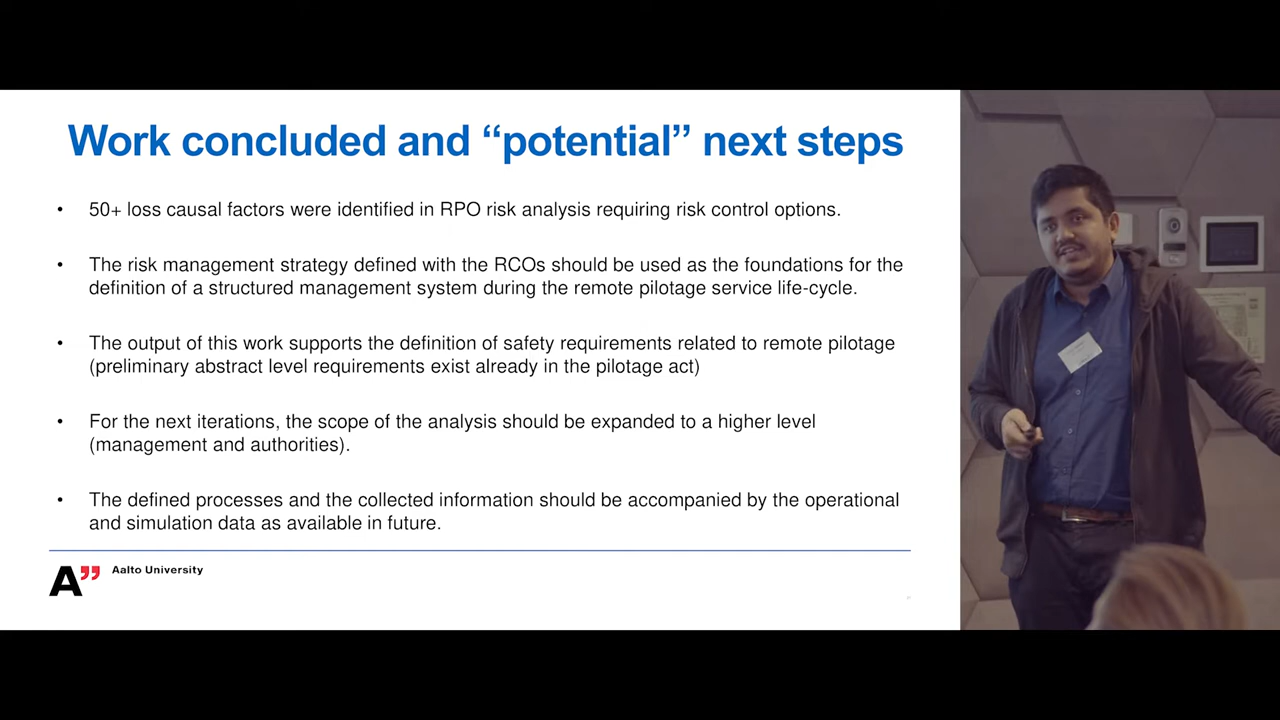 Work concluded and “potential” next steps
• 50+ loss causal factors were identified in RPO risk analysis requiring risk control options.
• The risk management strategy defined with the RCOs should be used as the foundations for the
definition of a structured management system during the remote pilotage service life-cycle.
• The output of this work supports the definition of safety requirements related to remote pilotage
(preliminary abstract level requirements exist already in the pilotage act)
• For the next iterations, the scope of the analysis should be expanded to a higher level
(management and authorities).
• The defined processes and the collected information should be accompanied by the operational
and simulation data as available in future.
A”
Aalto University